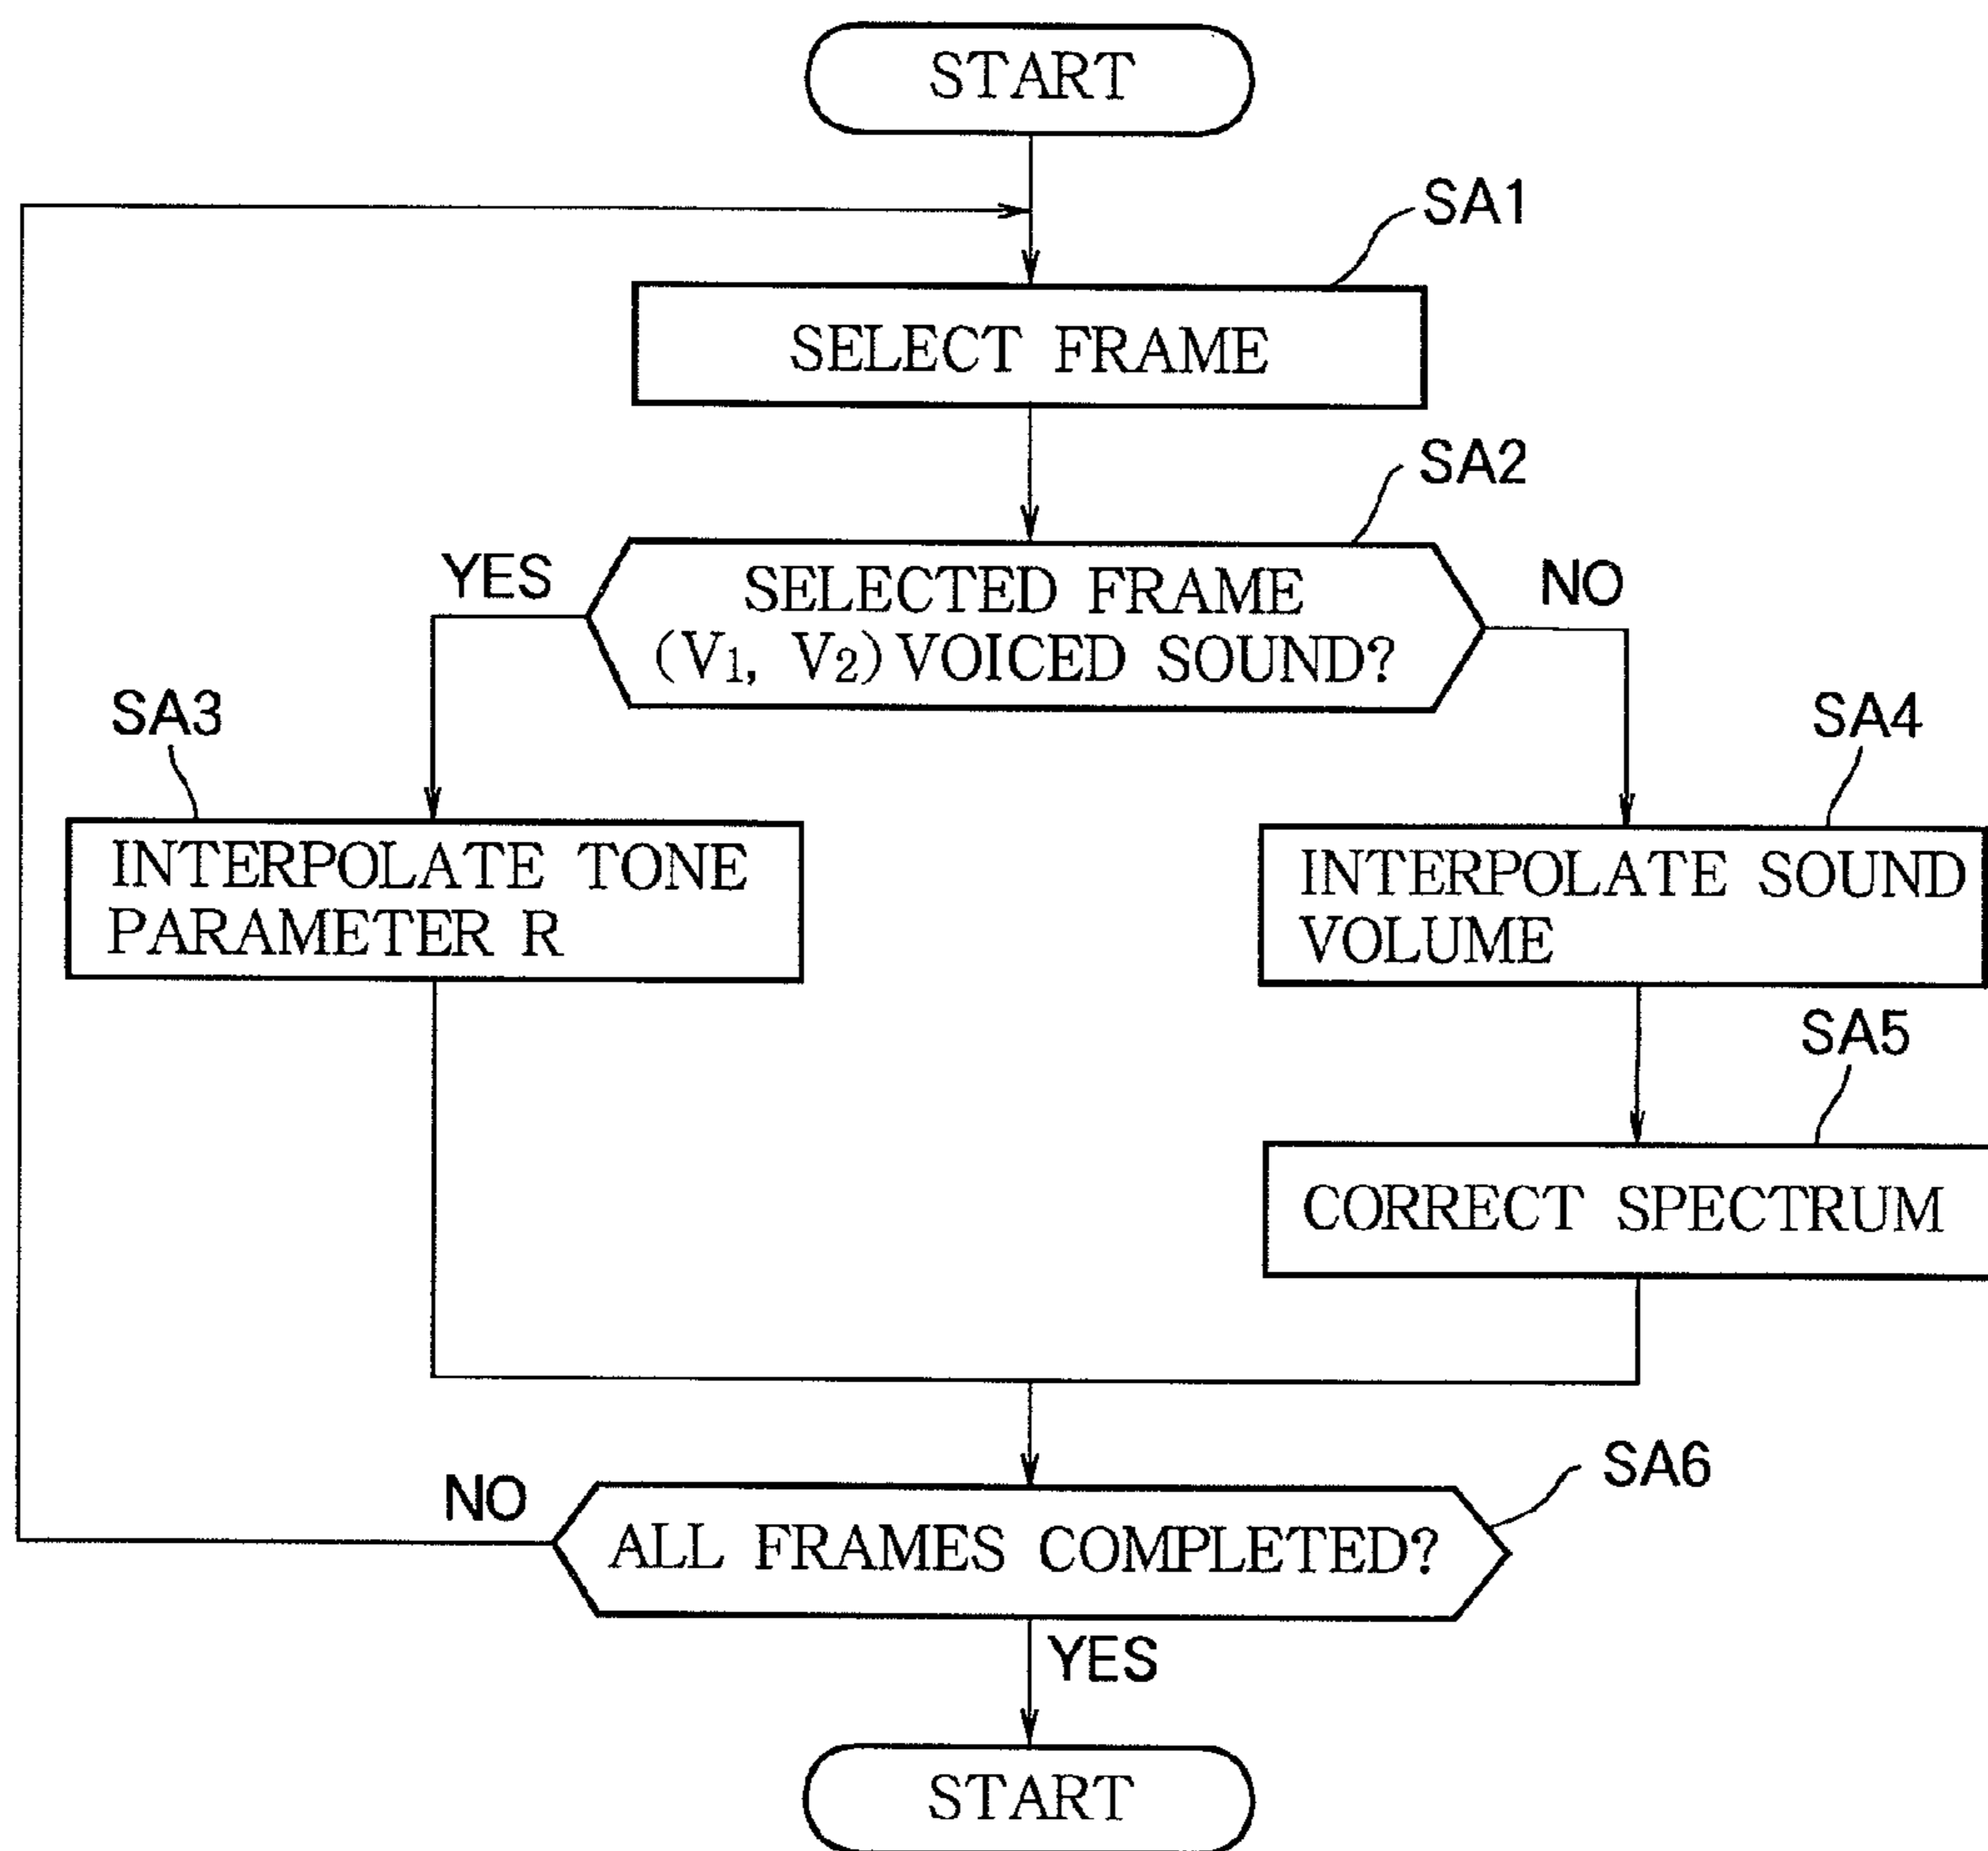 START
SA1
SELECT FRAME
SA2
YES
NO
SELECTED FRAME
(V1, V2) VOICED SOUND?
SA3
SA4
INTERPOLATE TONE
PARAMETER R
INTERPOLATE SOUND
VOLUME
SA5
CORRECT SPECTRUM
SA6
NO
ALL FRAMES COMPLETED?
YES
START